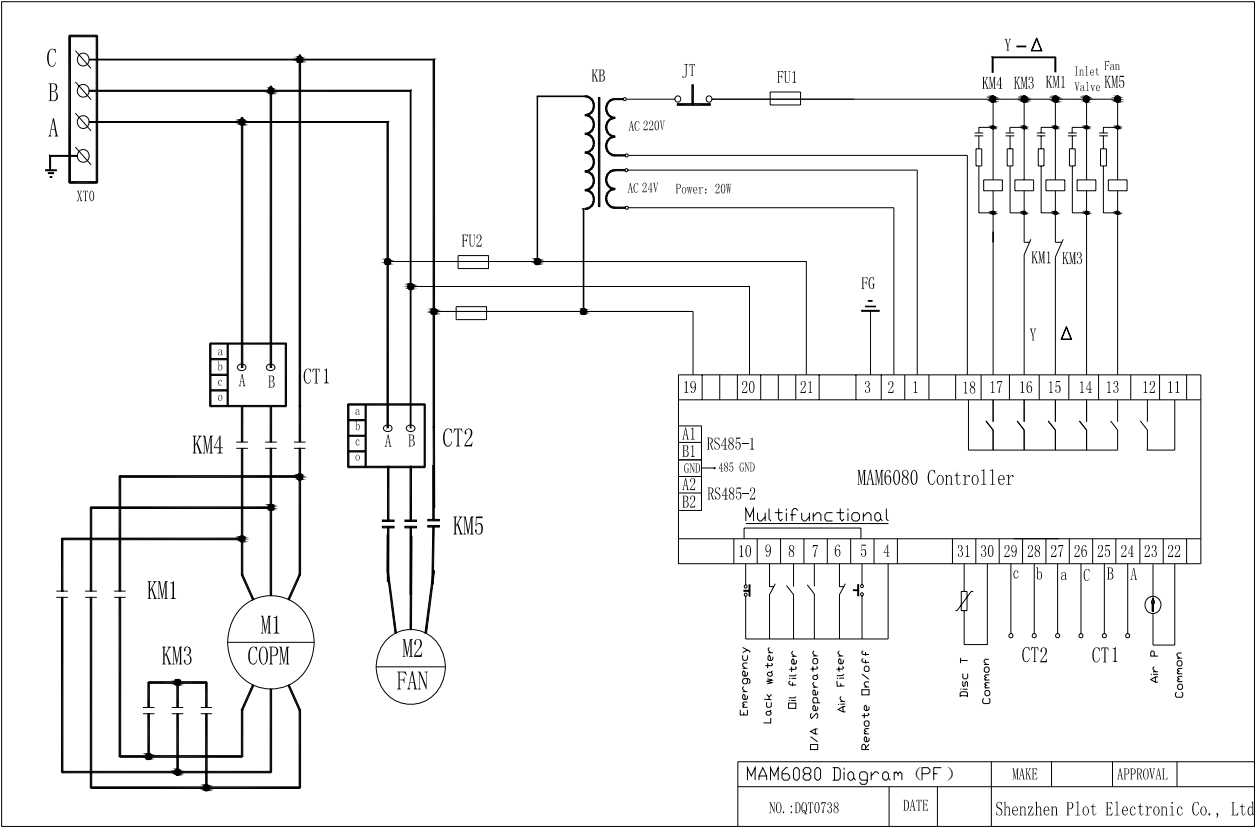 Y-Δ
C
B
A
XT0
KB
JT
FU1
KM4 KM3 KM1 Inlet Valve Fan KM5
AC 220V
AC 24V Power: 20W
FU2
FG
KM1 KM3
Y Δ
a
b
c
o
A B
CT1
a
b
c
o
A B
CT2
KM4
KM5
KM1
M1
COPM
KM3
M2
FAN
19 20 21 3 2 1 18 17 16 15 14 13 12 11
A1
B1
RS485-1
GND 485 GND
A2
B2
RS485-2
MAM6080 Controller
Multifunctional
10 9 8 7 6 5 4 31 30 29 28 27 26 25 24 23 22
c b a C B A
CT2 CT1
Emergency
Lack water
Oil filter
O/A Seperator
Air Filter
Remote On/off
Disc T
Common
Air P
Common
MAM6080 Diagram (PF) MAKE APPROVAL
NO.:DQT0738 DATE Shenzhen Plot Electronic Co., Ltd